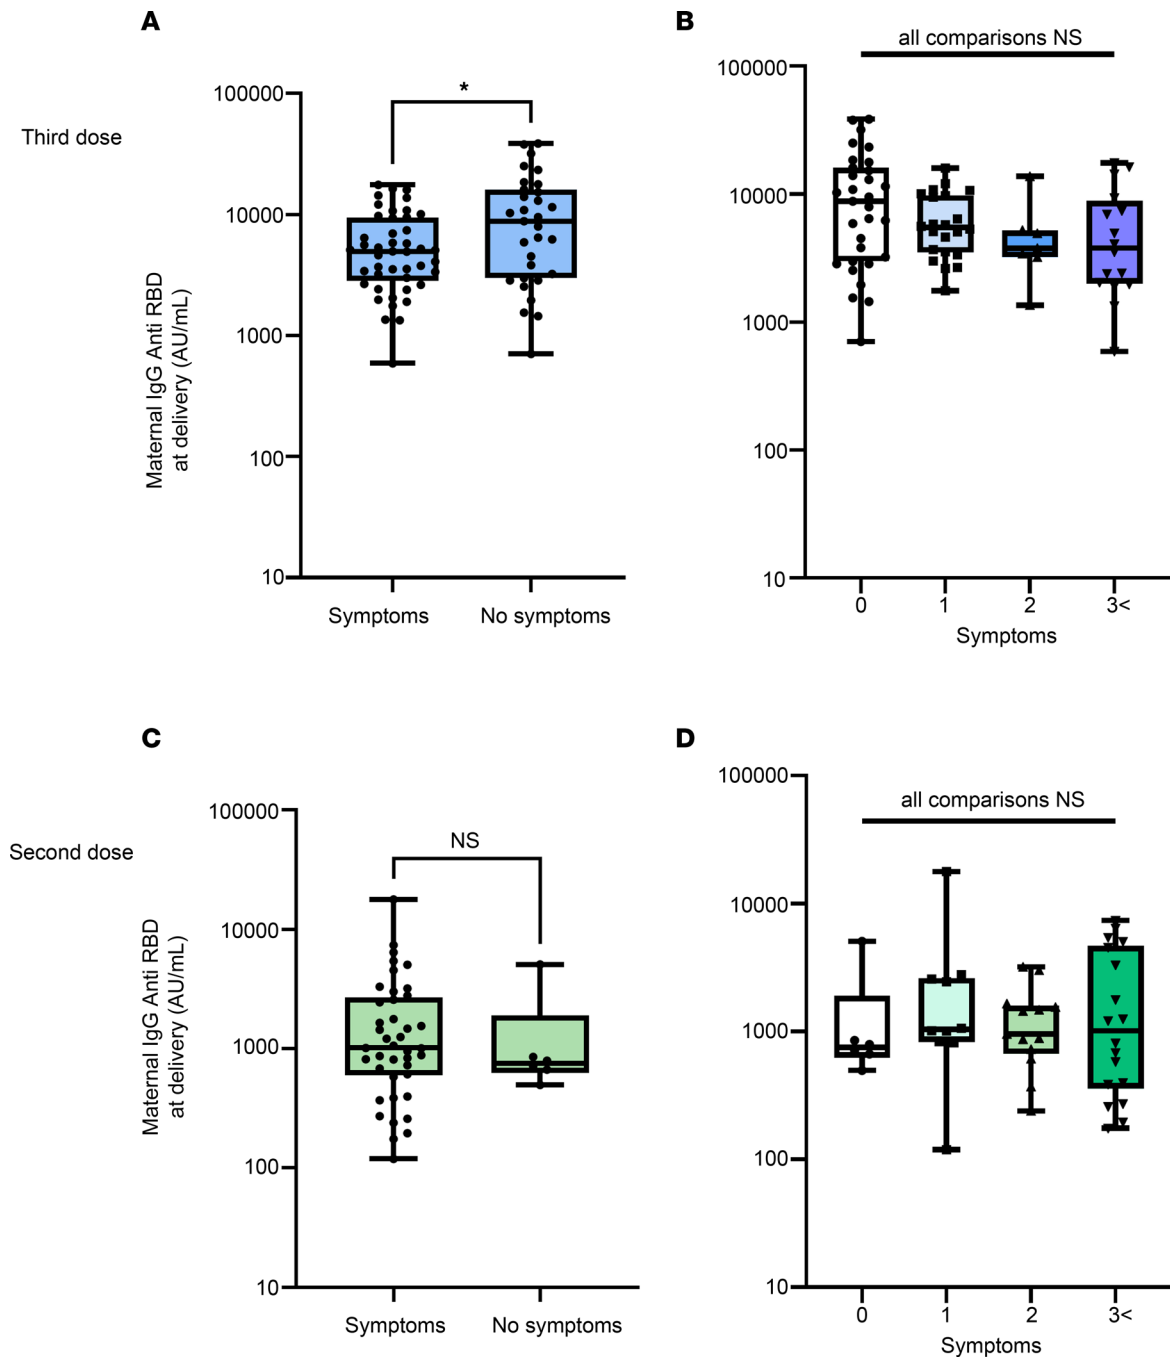 A
Third dose
Maternal IgG Anti RBD
at delivery (AU/mL)
100000
10000
1000
100
10
*
Symptoms
No symptoms
B
all comparisons NS
100000
10000
1000
100
10
0
1
2
3<
Symptoms
C
Second dose
Maternal IgG Anti RBD
at delivery (AU/mL)
100000
10000
1000
100
10
NS
Symptoms
No symptoms
D
all comparisons NS
100000
10000
1000
100
10
0
1
2
3<
Symptoms